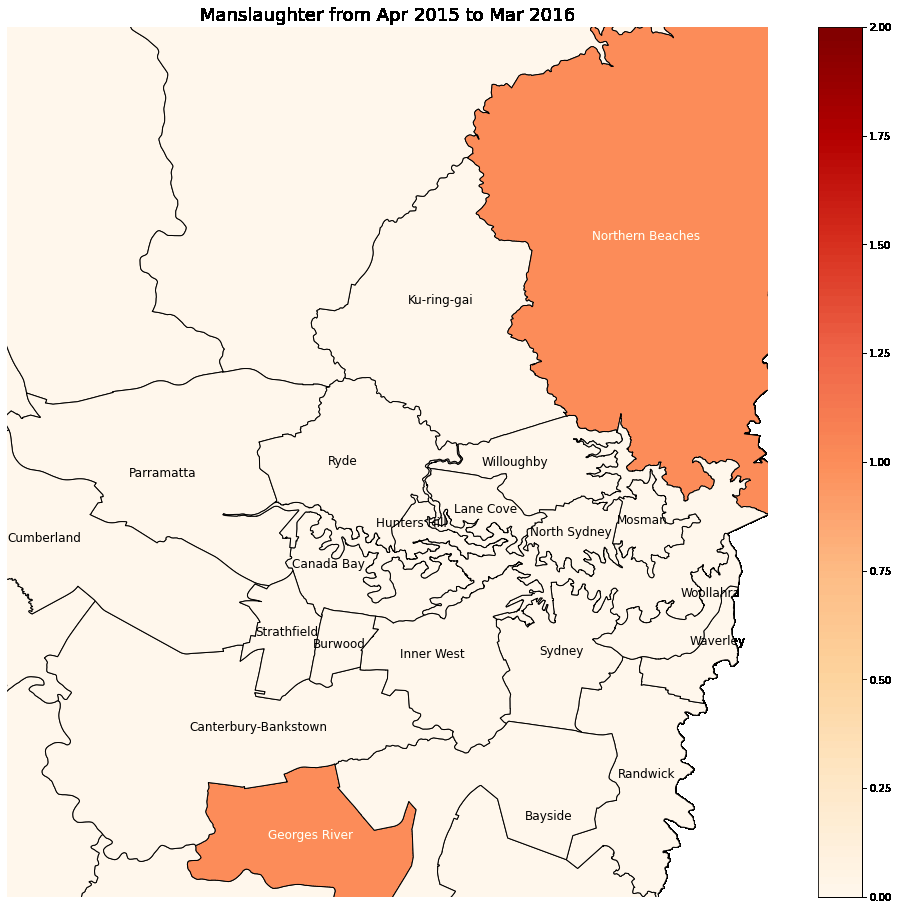 Manslaughter from Apr 2015 to Mar 2016
2.00
1.75
1.50
1.25
1.00
0.75
0.50
0.25
0.00
Northern Beaches
Ku-ring-gai
Ryde
Willoughby
Parramatta
Lane Cove
Hunters Hill
North Sydney
Mosman
Cumberland
Canada Bay
Woollahra
Strathfield
Burwood
Inner West
Sydney
Waverley
Canterbury-Bankstown
Randwick
Bayside
Georges River